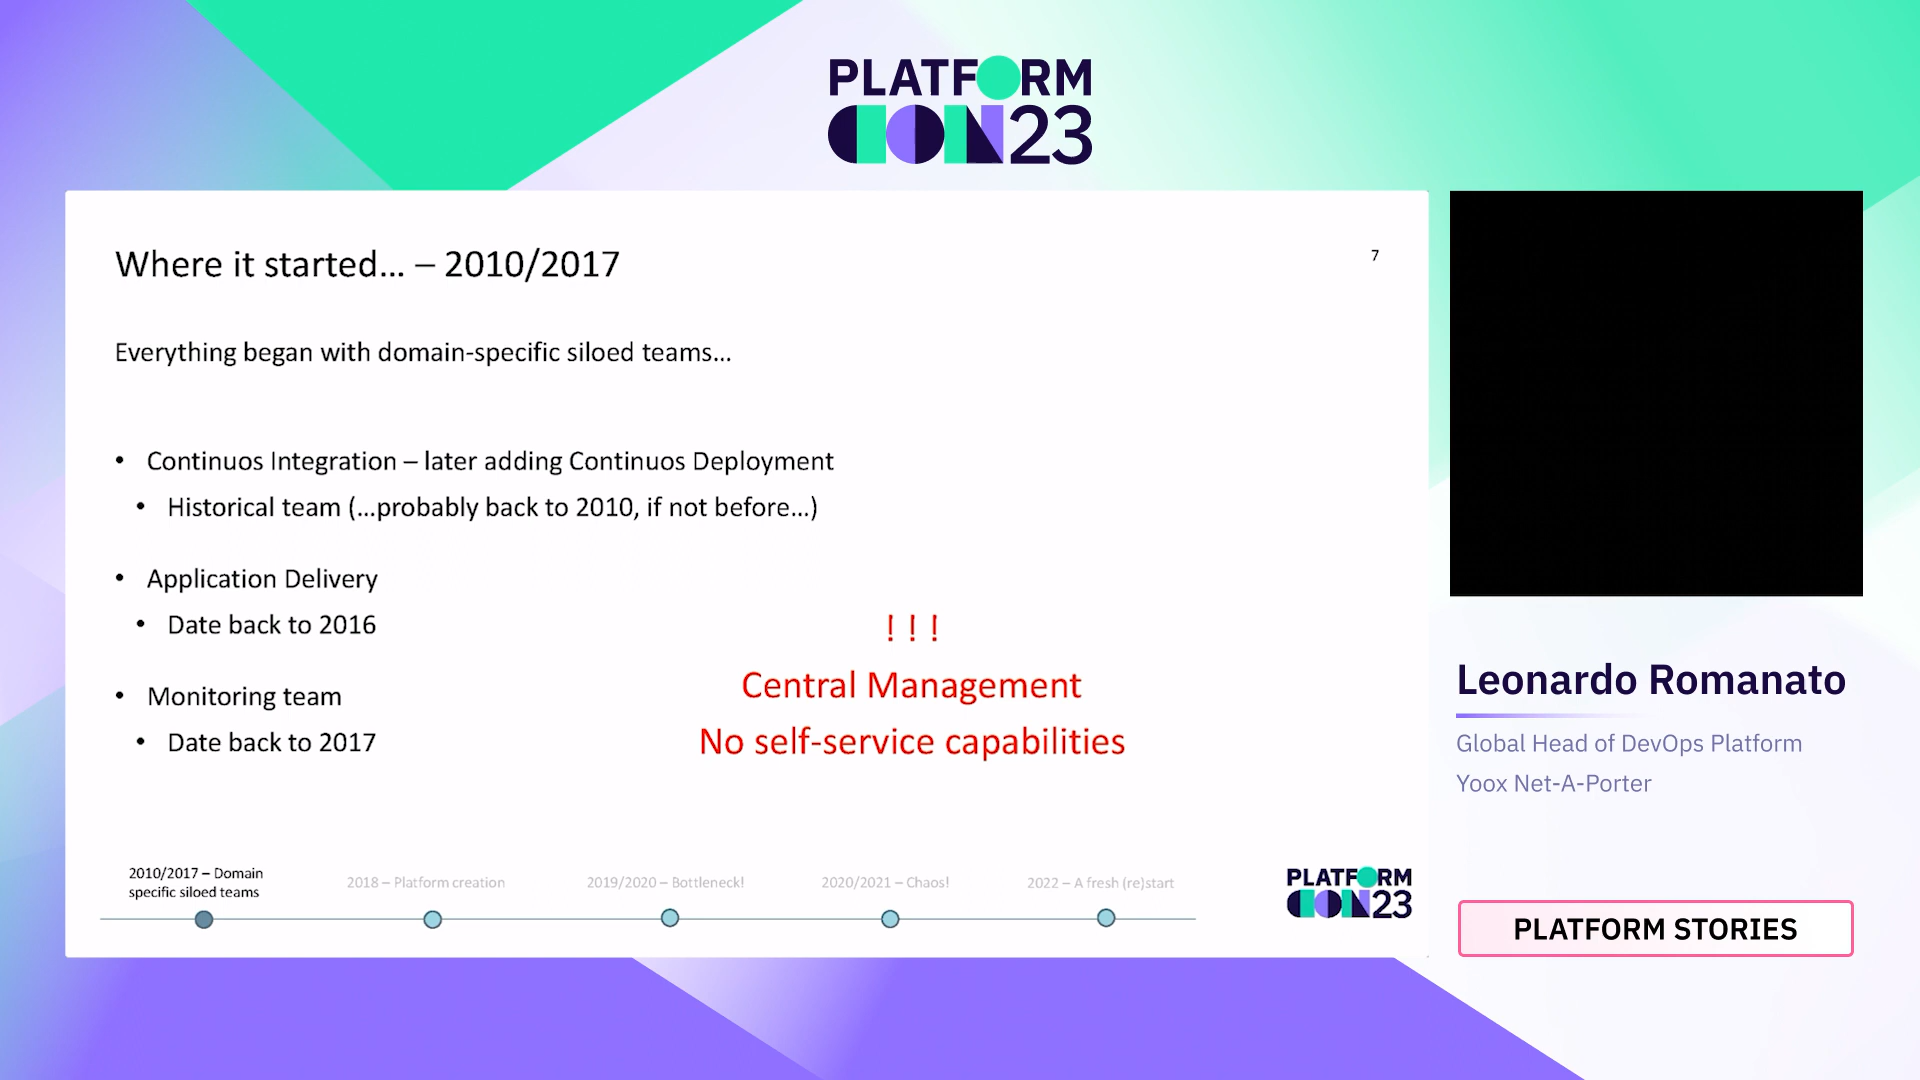 PLATFORM
CON23
Where it started... – 2010/2017
7
Everything began with domain-specific siloed teams...
• Continuos Integration – later adding Continuos Deployment
• Historical team (...probably back to 2010, if not before...)
• Application Delivery
• Date back to 2016
• Monitoring team
• Date back to 2017
! ! !
Central Management
No self-service capabilities
2010/2017 – Domain
specific siloed teams
2018 – Platform creation
2019/2020 – Bottleneck!
2020/2021 – Chaos!
2022 – A fresh (re)start
PLATFORM
CON23
Leonardo Romanato
Global Head of DevOps Platform
Yoox Net-A-Porter
PLATFORM STORIES